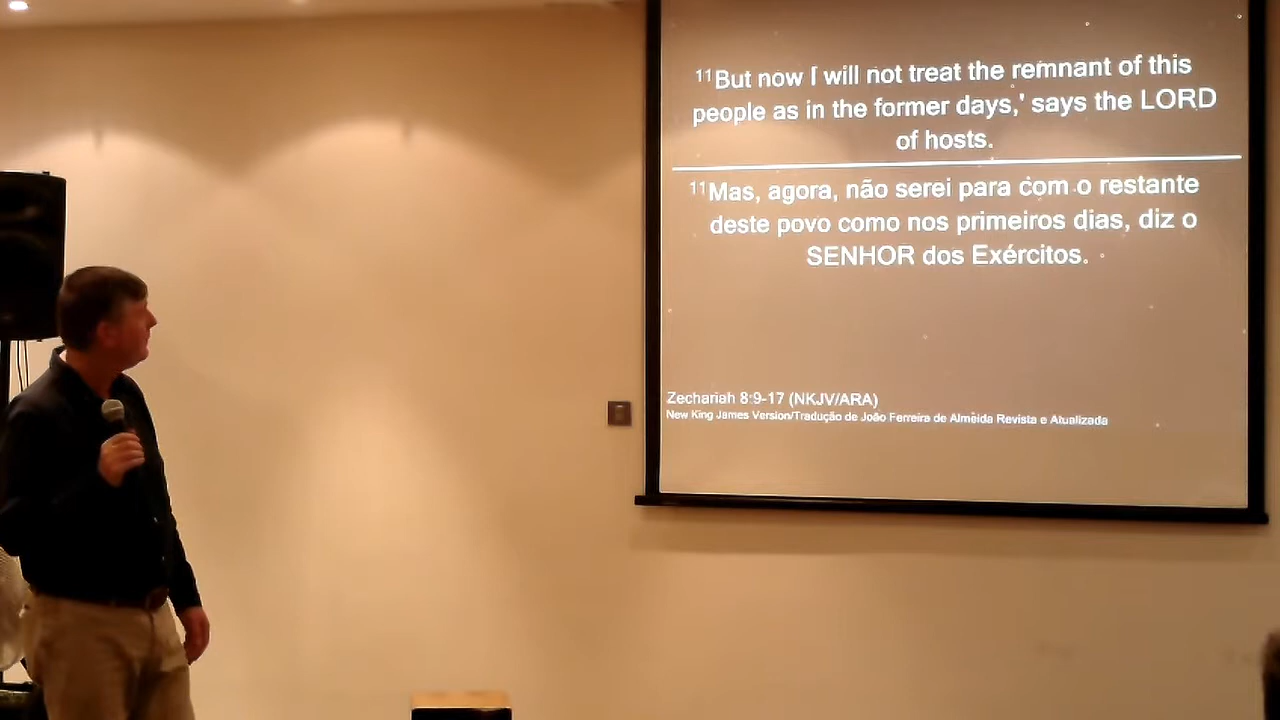 11But now I will not treat the remnant of this
people as in the former days,' says the LORD
of hosts.
11Mas, agora, não serei para com o restante
deste povo como nos primeiros dias, diz o
SENHOR dos Exércitos.
Zechariah 8:9-17 (NKJV/ARA)
New King James Version/Tradução de João Ferreira de Almeida Revista e Atualizada